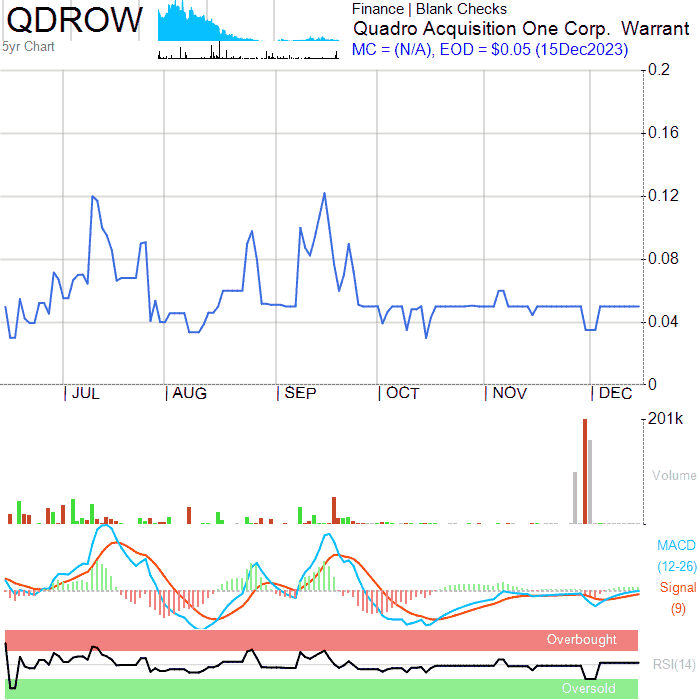 QDROW
5yr Chart
Finance | Blank Checks
Quadro Acquisition One Corp. Warrant
MC = (N/A), EOD = $0.05 (15Dec2023)
0.2
0.16
0.12
0.08
0.04
0
JUL AUG SEP OCT NOV DEC
201k
Volume
MACD
(12-26)
Signal
(9)
Overbought
RSI(14)
Oversold